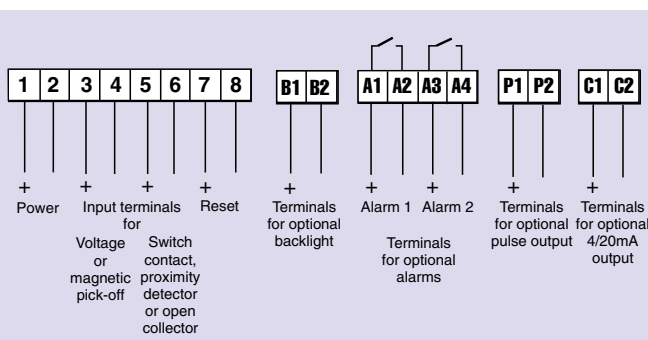 1 2 3 4 5 6 7 8
B1 B2
A1 A2 A3 A4
P1 P2
C1 C2
+ + + + + + + + +
Power
Input terminals
for
Reset
Voltage
or
magnetic
pick-off
Switch
contact,
proximity
detector
or open
collector
Terminals
for optional
backlight
Alarm 1 Alarm 2
Terminals
for optional
alarms
Terminals
for optional
pulse output
Terminals
for optional
4/20mA
output